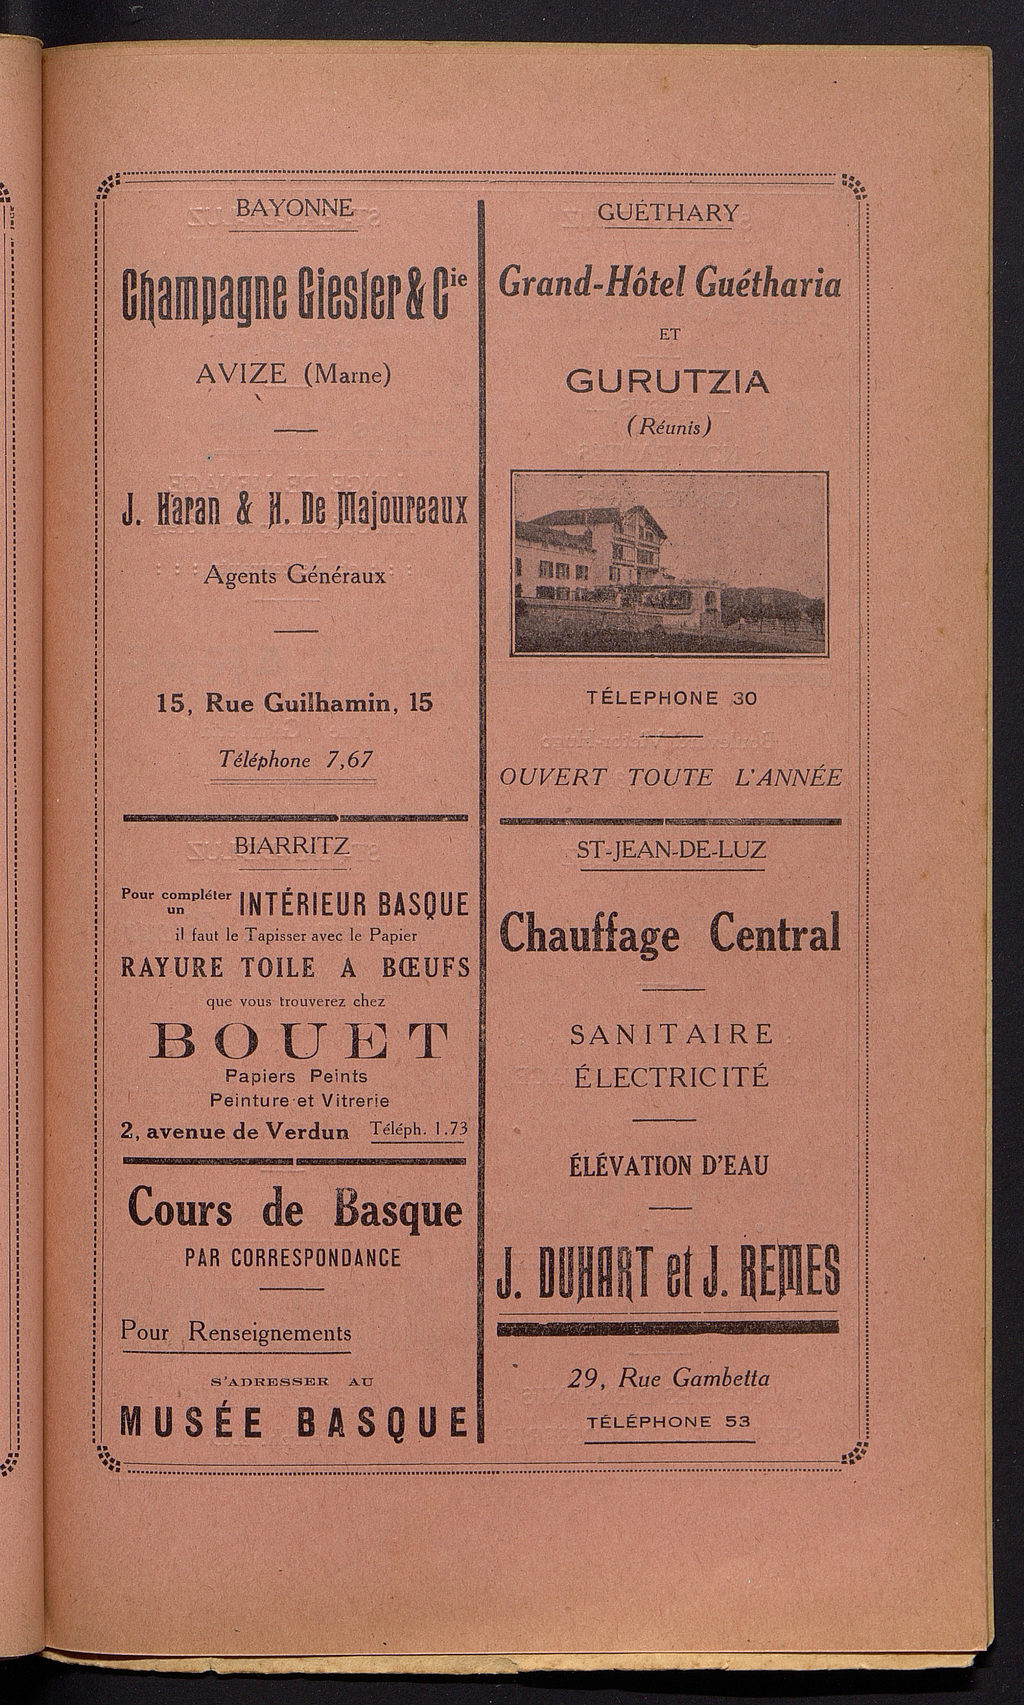 BAYONNE
Champagne Giesler & Cie
AVIZE (Marne)
J. Haran & H. De Majoureaux
Agents Généraux
15, Rue Guilhamin, 15
Téléphone 7,67
BIARRITZ
Pour compléter un INTÉRIEUR BASQUE
il faut le Tapisser avec le Papier
RAYURE TOILE A BŒUFS
que vous trouverez chez
BOUET
Papiers Peints
Peinture et Vitrerie
2, avenue de Verdun Téléph. 1.73
Cours de Basque
PAR CORRESPONDANCE
Pour Renseignements
S'ADRESSER AU
MUSÉE BASQUE
GUÉTHARY
Grand-Hôtel Guétharia
ET
GURUTZIA
(Réunis)
TÉLEPHONE 30
OUVERT TOUTE L'ANNÉE
ST-JEAN-DE-LUZ
Chauffage Central
SANITAIRE
ÉLECTRICITÉ
ÉLÉVATION D'EAU
J. DUHART et J. REMES
29, Rue Gambetta
TÉLÉPHONE 53